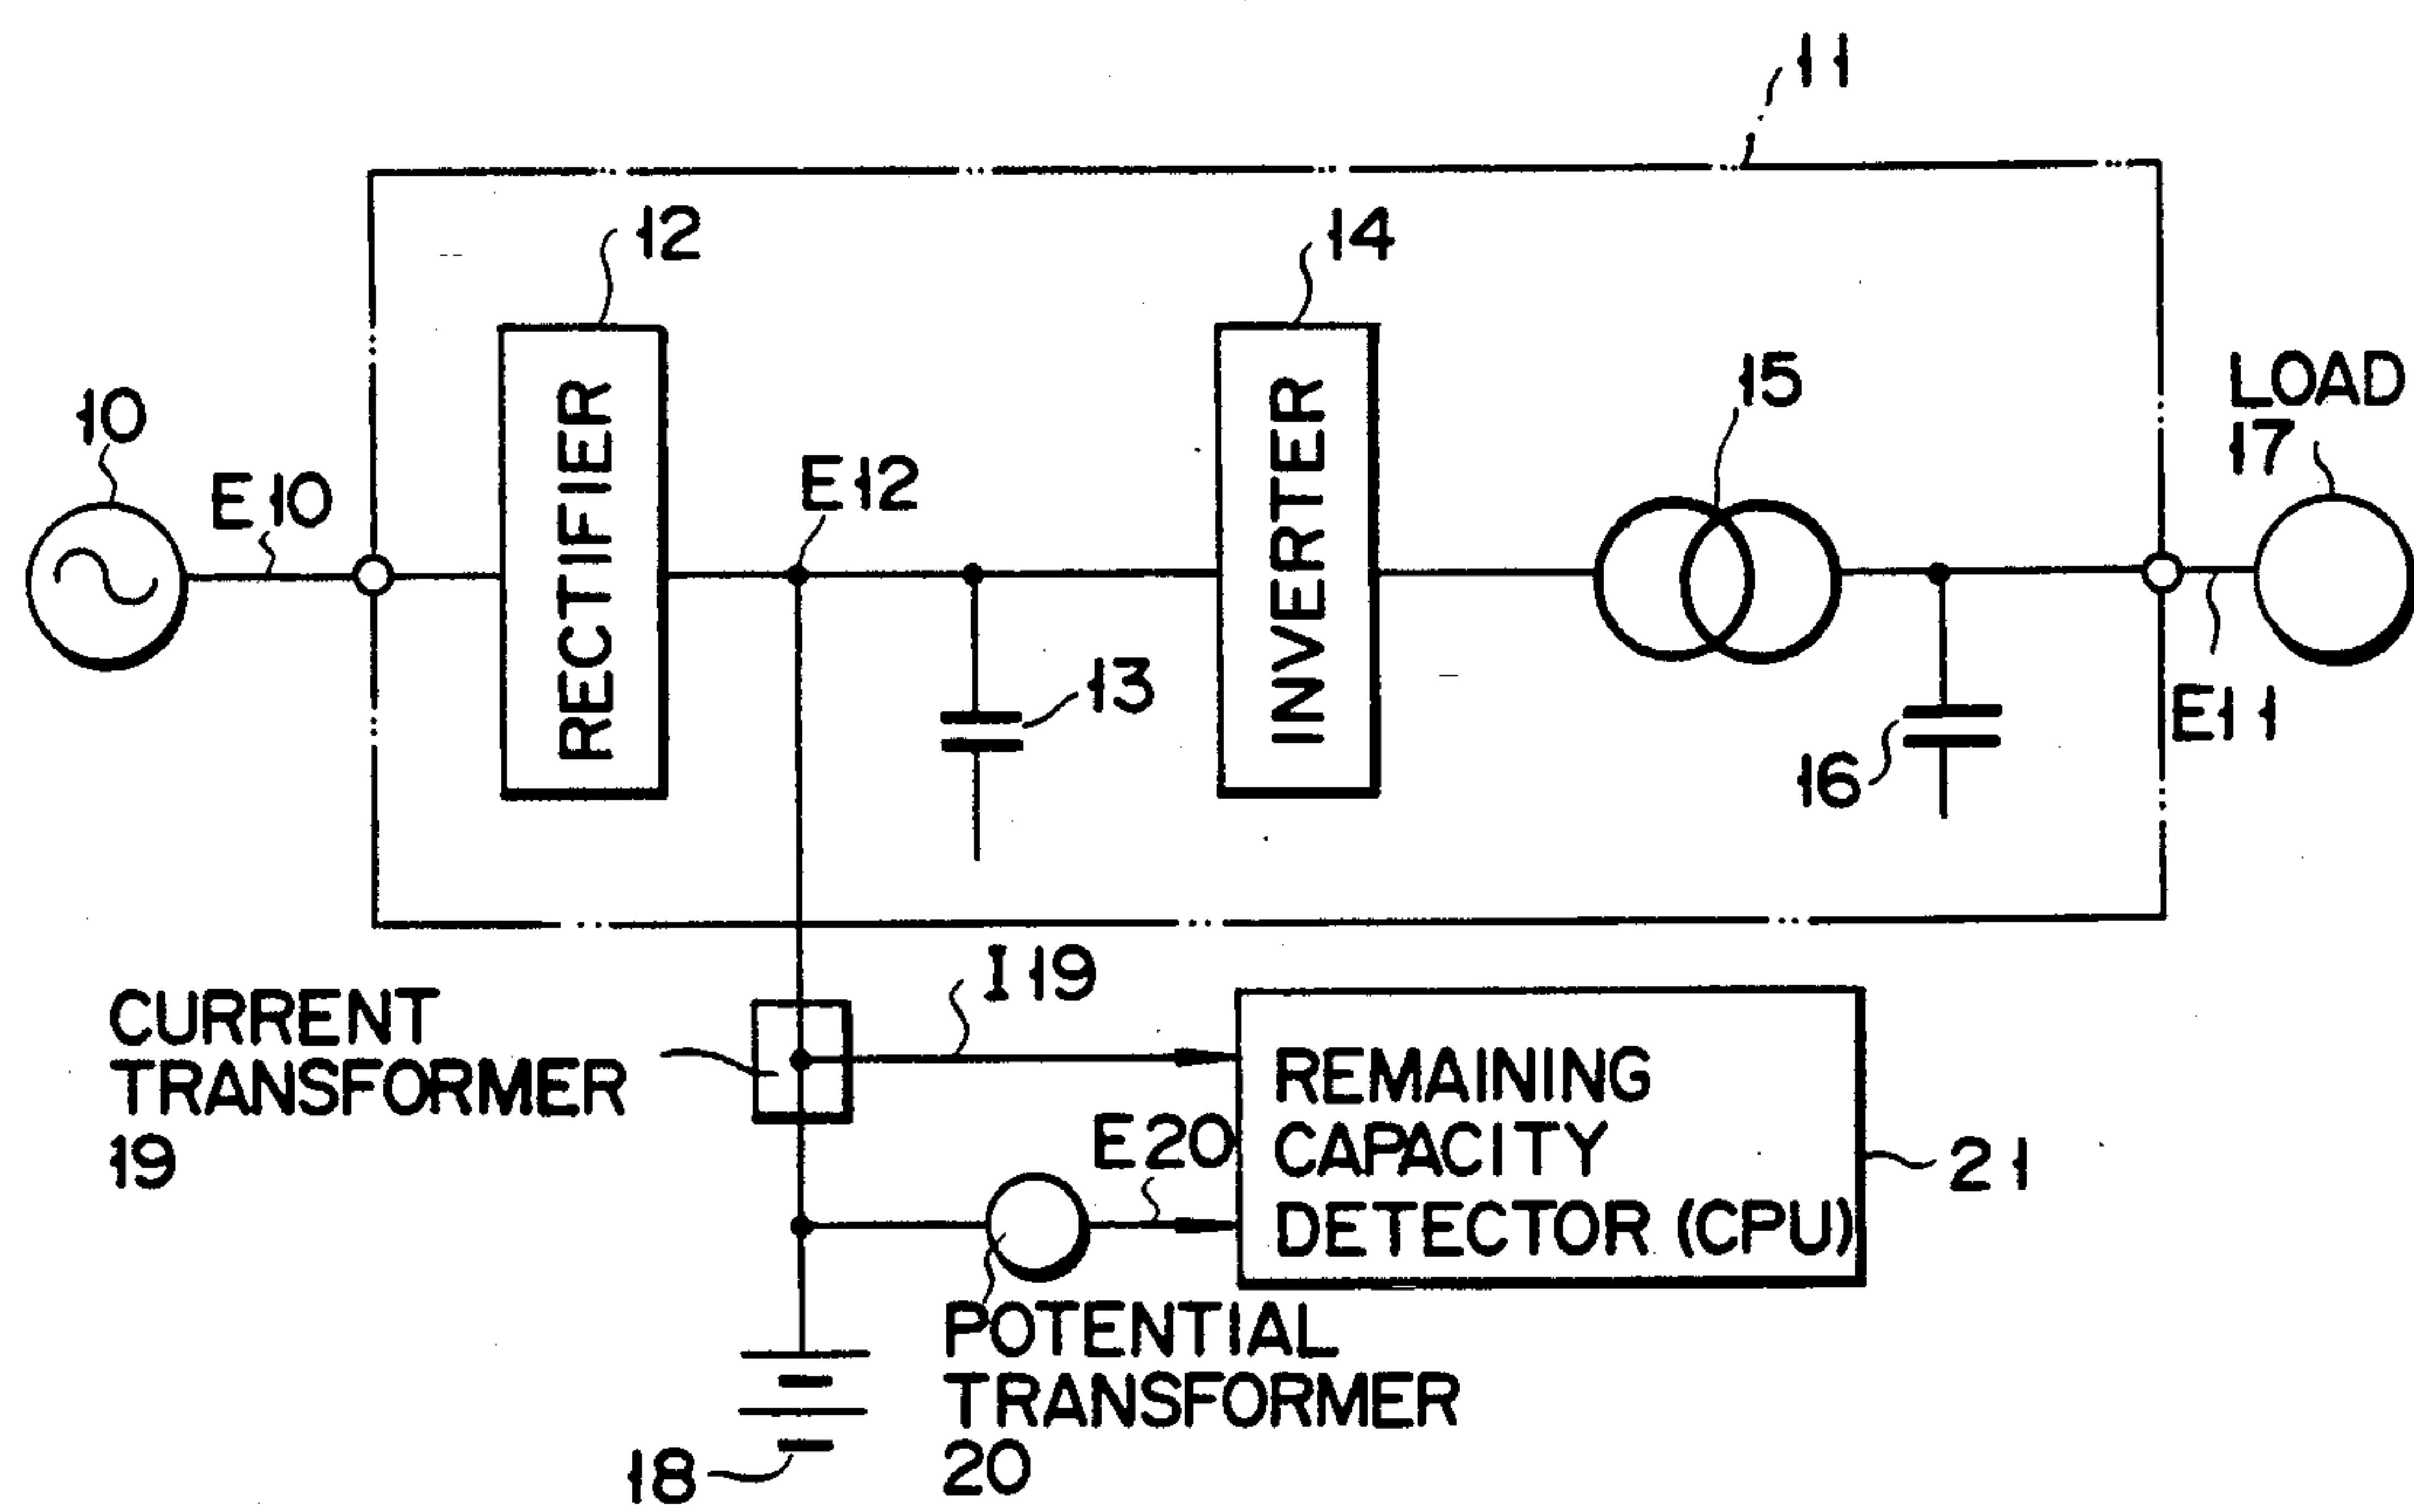 11
12
14
15
LOAD
17
10
E10
E12
RECTIFIER
INVERTER
13
16
E11
I19
CURRENT
TRANSFORMER
19
REMAINING
CAPACITY
DETECTOR (CPU)
E20
21
POTENTIAL
TRANSFORMER
20
18